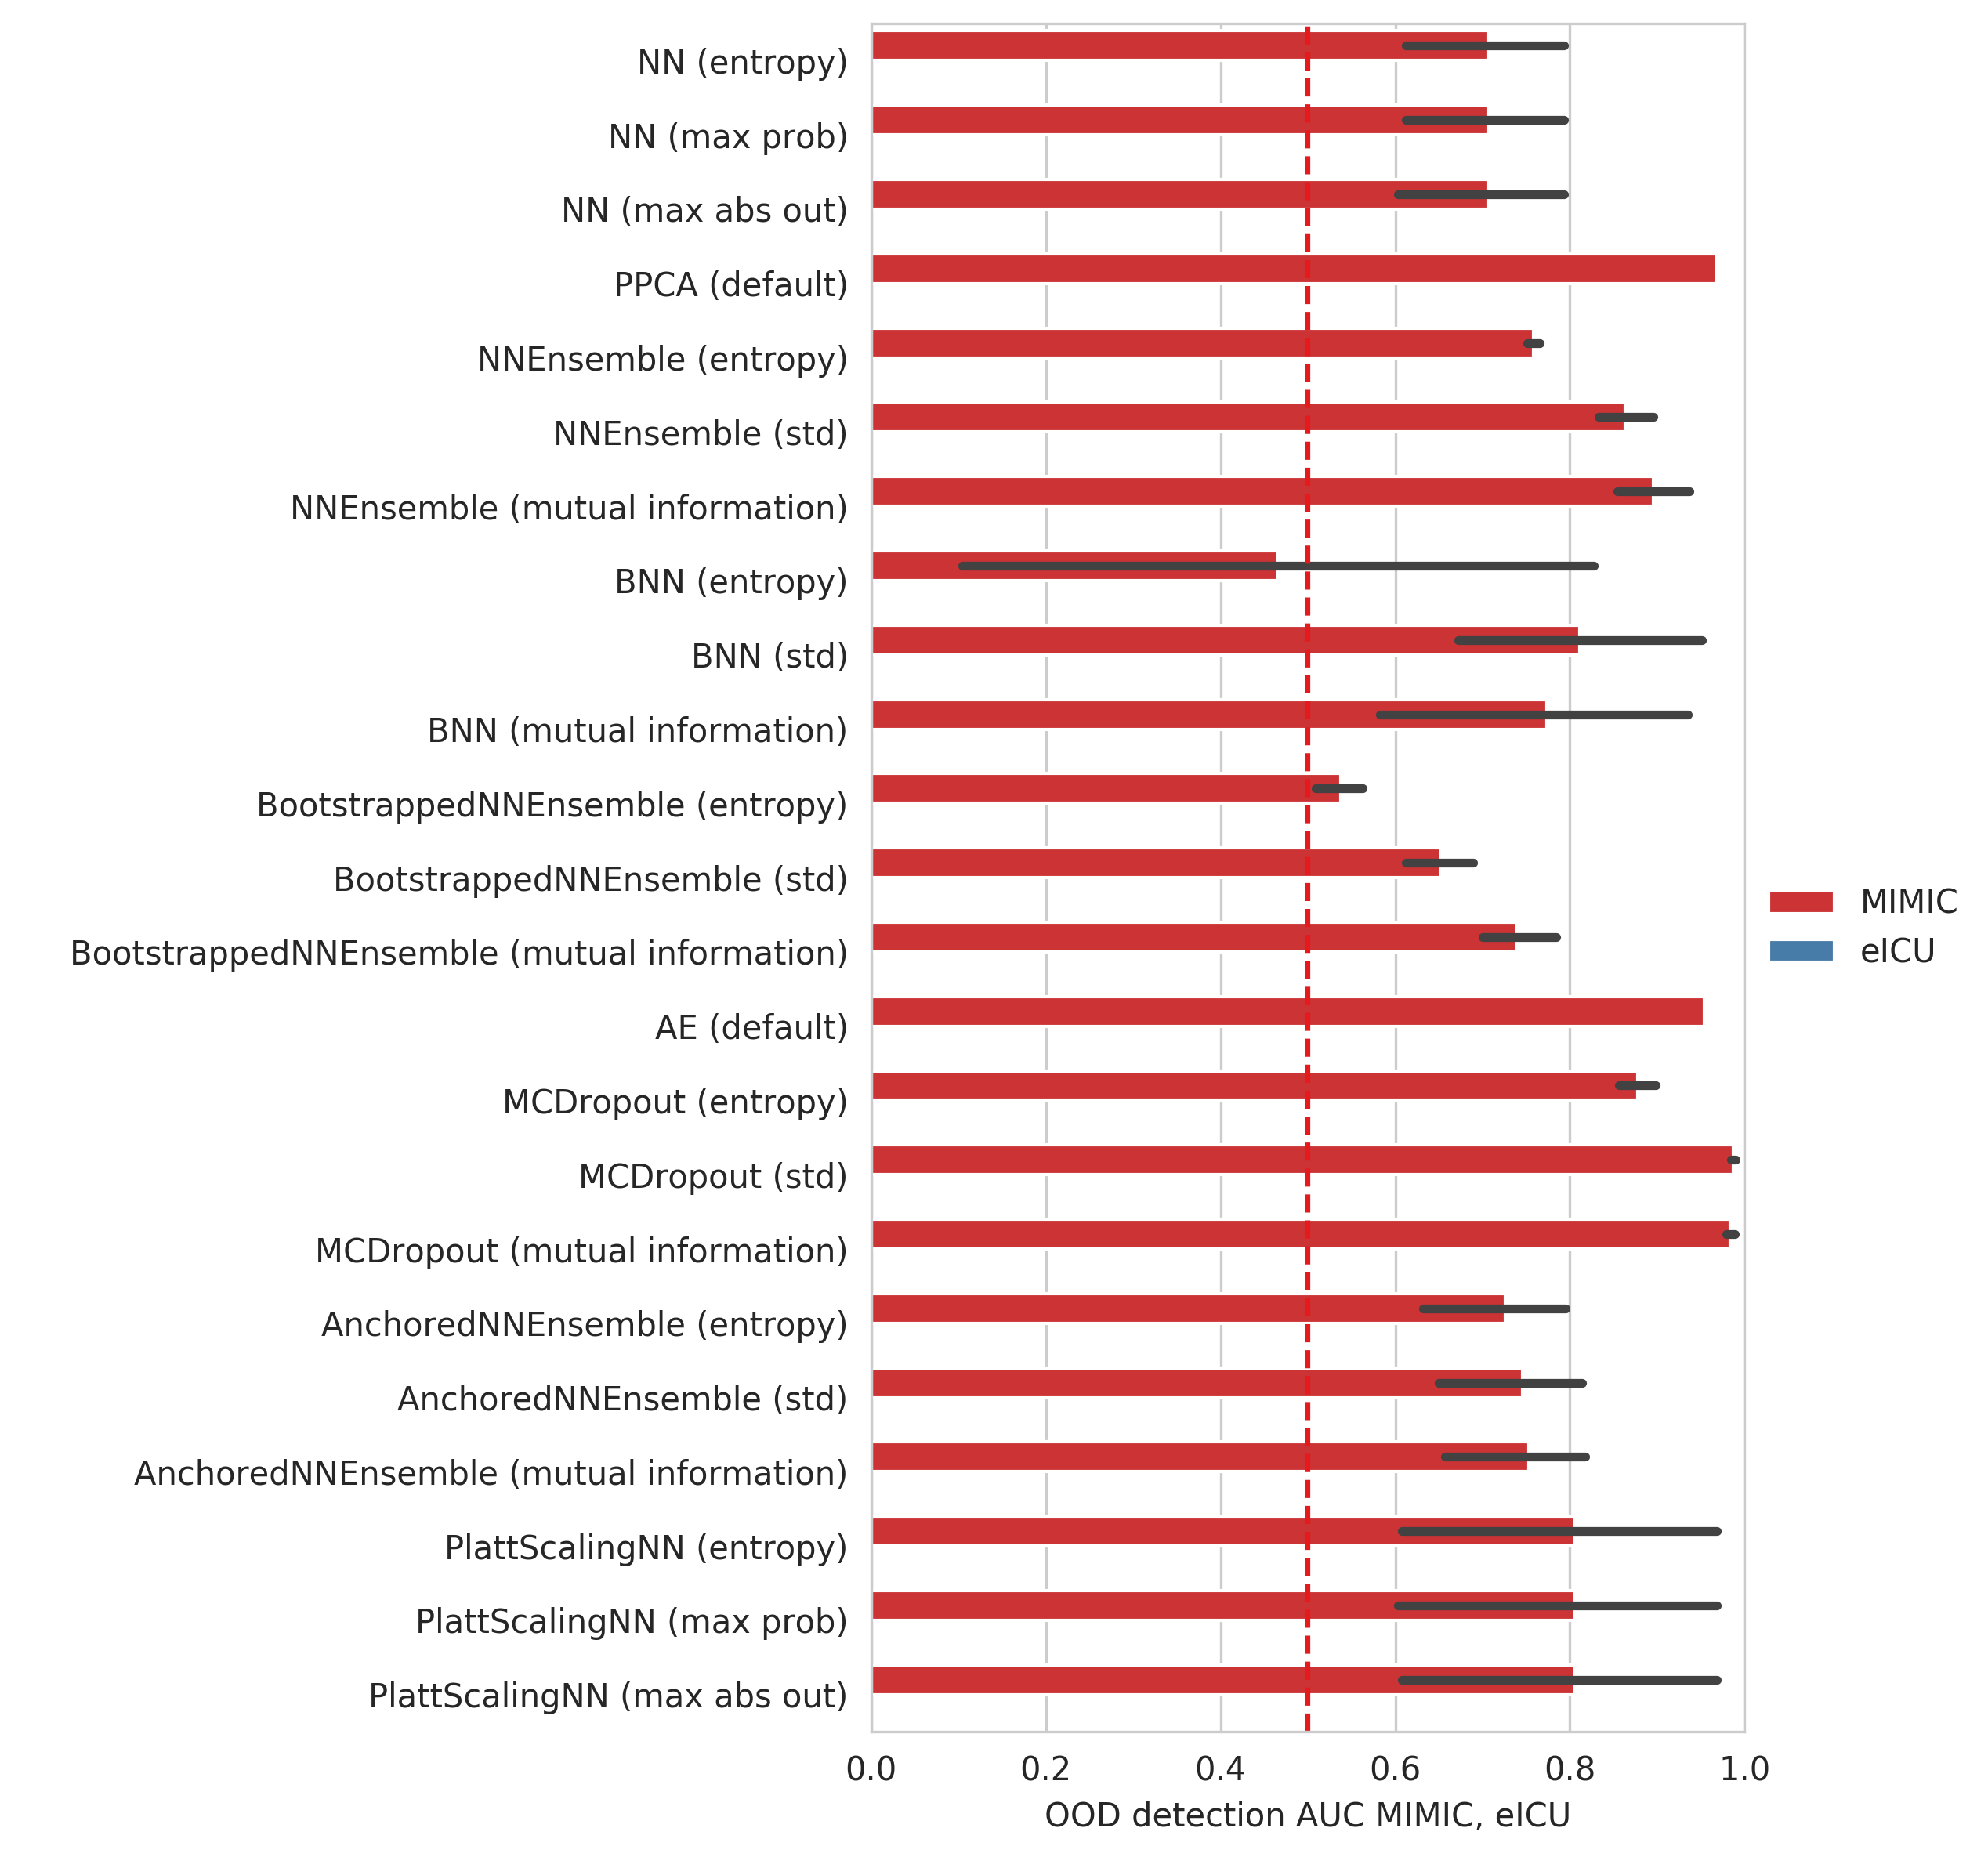 NN (entropy)
NN (max prob)
NN (max abs out)
PPCA (default)
NNEnsemble (entropy)
NNEnsemble (std)
NNEnsemble (mutual information)
BNN (entropy)
BNN (std)
BNN (mutual information)
BootstrappedNNEnsemble (entropy)
BootstrappedNNEnsemble (std)
BootstrappedNNEnsemble (mutual information)
AE (default)
MCDropout (entropy)
MCDropout (std)
MCDropout (mutual information)
AnchoredNNEnsemble (entropy)
AnchoredNNEnsemble (std)
AnchoredNNEnsemble (mutual information)
PlattScalingNN (entropy)
PlattScalingNN (max prob)
PlattScalingNN (max abs out)
0.0 0.2 0.4 0.6 0.8 1.0
OOD detection AUC MIMIC, eICU
MIMIC
eICU